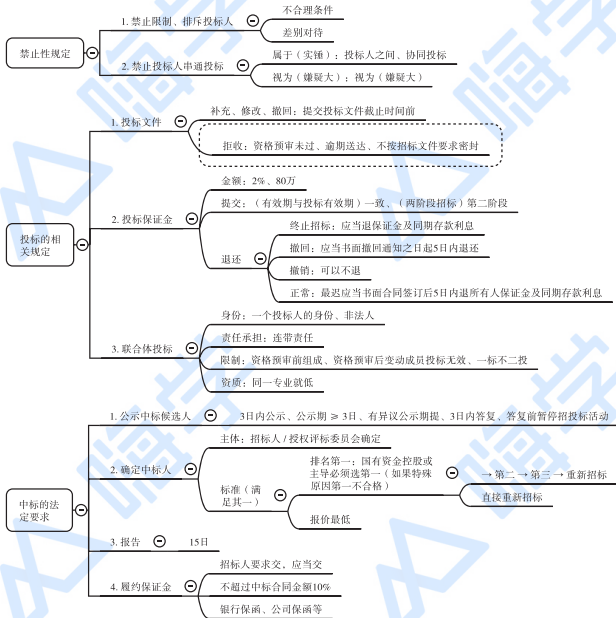 禁止性规定
1. 禁止限制、排斥投标人
不合理条件
差别对待
2. 禁止投标人串通投标
属于（实锤）：投标人之间、协同投标
视为（嫌疑大）：视为（嫌疑大）
投标的相
关规定
1. 投标文件
补充、修改、撤回：提交投标文件截止时间前
拒收：资格预审未过、逾期送达、不按招标文件要求密封
2. 投标保证金
金额：2%、80万
提交：（有效期与投标有效期）一致、（两阶段招标）第二阶段
退还
终止招标：应当退保证金及同期存款利息
撤回：应当书面撤回通知之日起5日内退还
撤销：可以不退
正常：最迟应当书面合同签订后5日内退所有人保证金及同期存款利息
3. 联合体投标
身份：一个投标人的身份、非法人
责任承担：连带责任
限制：资格预审前组成、资格预审后变动成员投标无效、一标不二投
资质：同一专业就低
中标的法
定要求
1. 公示中标候选人
3日内公示、公示期 ≥ 3日、有异议公示期提、3日内答复、答复前暂停招投标活动
2. 确定中标人
主体：招标人 / 授权评标委员会确定
标准（满
足其一）
排名第一：国有资金控股或
主导必须选第一（如果特殊
原因第一不合格）
→ 第二 → 第三 → 重新招标
直接重新招标
报价最低
3. 报告
15日
4. 履约保证金
招标人要求交，应当交
不超过中标合同金额10%
银行保函、公司保函等
嗨学
嗨学
嗨学
嗨学
嗨学
嗨学